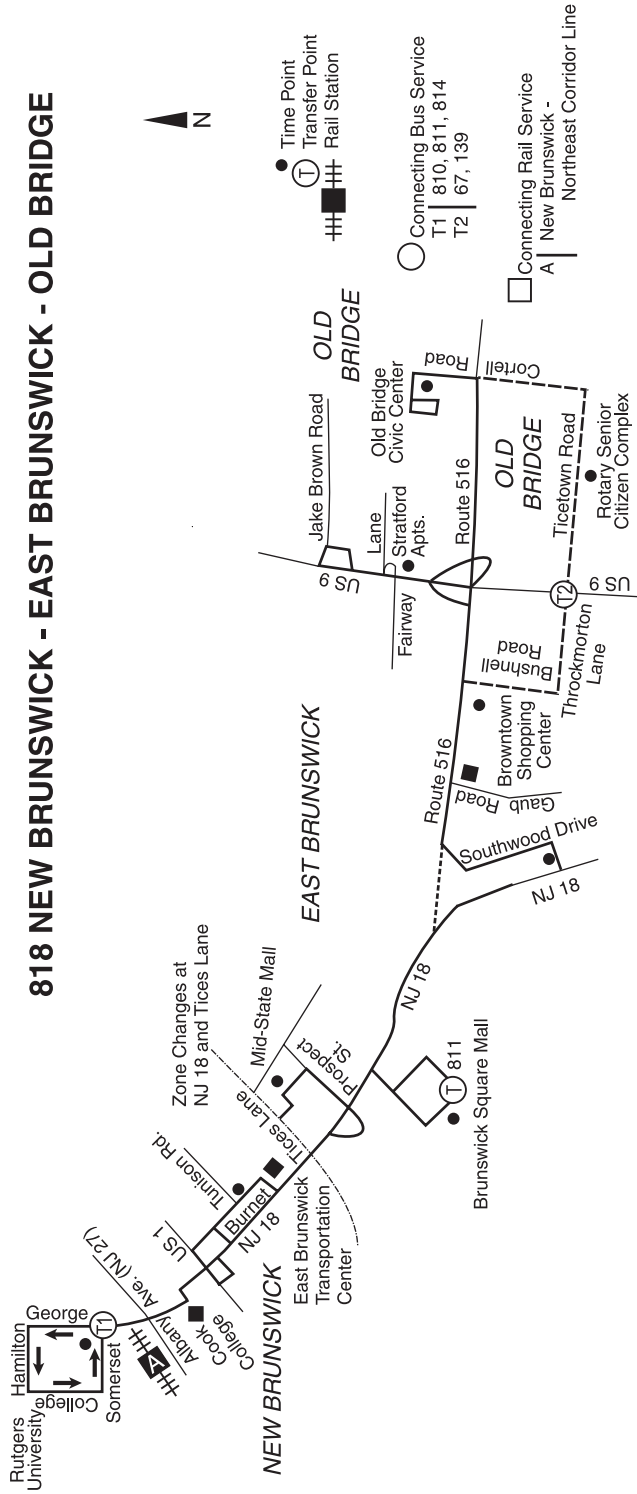 818 NEW BRUNSWICK - EAST BRUNSWICK - OLD BRIDGE
N
Time Point
T
Transfer Point
Rail Station
Connecting Bus Service
T1 810, 811, 814
T2 67, 139
Connecting Rail Service
A New Brunswick -
Northeast Corridor Line
Rutgers
University
Hamilton
George
College
Somerset
T1
Albany
Ave. (NJ 27)
A
Cook
College
NEW BRUNSWICK
US 1
Tunison Rd.
Burnet
NJ 18
East Brunswick
Transportation
Center
Zone Changes at
NJ 18 and Tices Lane
Tices Lane
Mid-State Mall
Prospect
St.
T
811
Brunswick Square Mall
NJ 18
EAST BRUNSWICK
NJ 18
Southwood Drive
Route 516
Gaub
Road
Browntown
Shopping
Center
Bushnell
Road
Throckmorton
Lane
T2
US 9
Fairway
Lane
Stratford
Apts.
US 9
Jake Brown Road
OLD
BRIDGE
Old Bridge
Civic Center
Route 516
Cortell
Road
OLD
BRIDGE
Ticetown Road
Rotary Senior
Citizen Complex